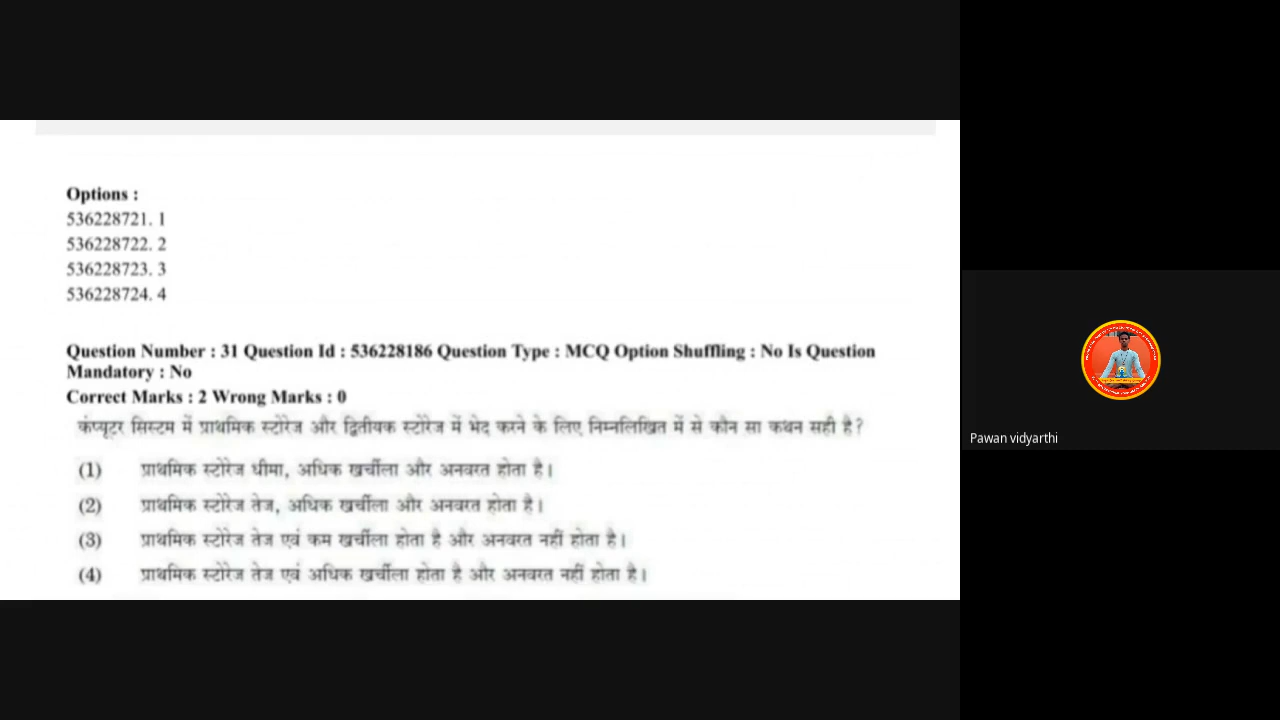 Options :
536228721. 1
536228722. 2
536228723. 3
536228724. 4
Question Number : 31 Question Id : 536228186 Question Type : MCQ Option Shuffling : No Is Question
Mandatory : No
Correct Marks : 2 Wrong Marks : 0
कंप्यूटर सिस्टम में प्राथमिक स्टोरेज और द्वितीयक स्टोरेज में भेद करने के लिए निम्नलिखित में से कौन सा कथन सही है?
(1) प्राथमिक स्टोरेज धीमा, अधिक खर्चीला और अनवरत होता है।
(2) प्राथमिक स्टोरेज तेज, अधिक खर्चीला और अनवरत होता है।
(3) प्राथमिक स्टोरेज तेज एवं कम खर्चीला होता है और अनवरत नहीं होता है।
(4) प्राथमिक स्टोरेज तेज एवं अधिक खर्चीला होता है और अनवरत नहीं होता है।
Pawan vidyarthi